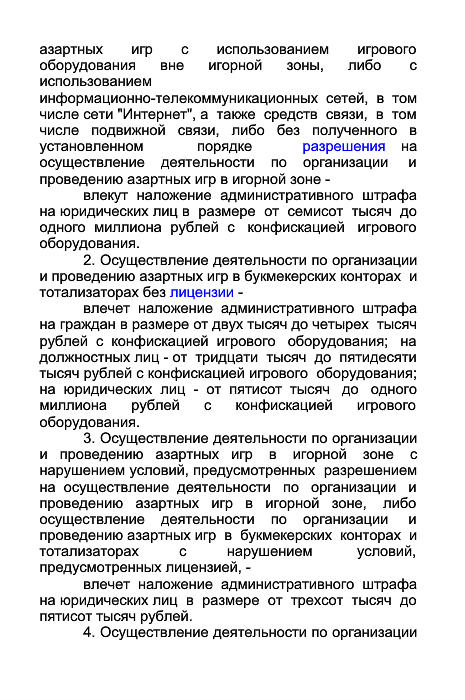 азартных игр с использованием игрового
оборудования вне игорной зоны, либо с
использованием
информационно-телекоммуникационных сетей, в том
числе сети "Интернет", а также средств связи, в том
числе подвижной связи, либо без полученного в
установленном порядке разрешения на
осуществление деятельности по организации и
проведению азартных игр в игорной зоне -
влекут наложение административного штрафа
на юридических лиц в размере от семисот тысяч до
одного миллиона рублей с конфискацией игрового
оборудования.
2. Осуществление деятельности по организации
и проведению азартных игр в букмекерских конторах и
тотализаторах без лицензии -
влечет наложение административного штрафа
на граждан в размере от двух тысяч до четырех тысяч
рублей с конфискацией игрового оборудования; на
должностных лиц - от тридцати тысяч до пятидесяти
тысяч рублей с конфискацией игрового оборудования;
на юридических лиц - от пятисот тысяч до одного
миллиона рублей с конфискацией игрового
оборудования.
3. Осуществление деятельности по организации
и проведению азартных игр в игорной зоне с
нарушением условий, предусмотренных разрешением
на осуществление деятельности по организации и
проведению азартных игр в игорной зоне, либо
осуществление деятельности по организации и
проведению азартных игр в букмекерских конторах и
тотализаторах с нарушением условий,
предусмотренных лицензией, -
влечет наложение административного штрафа
на юридических лиц в размере от трехсот тысяч до
пятисот тысяч рублей.
4. Осуществление деятельности по организации